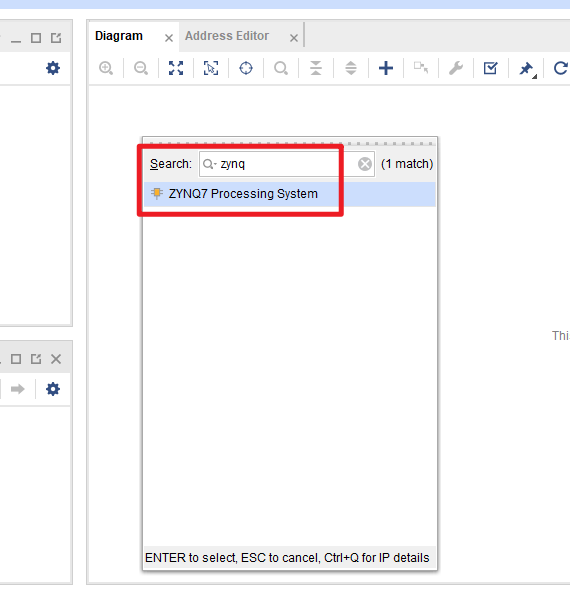 Diagram
Address Editor
Search: zynq (1 match)
ZYNQ7 Processing System
Thi
ENTER to select, ESC to cancel, Ctrl+Q for IP details